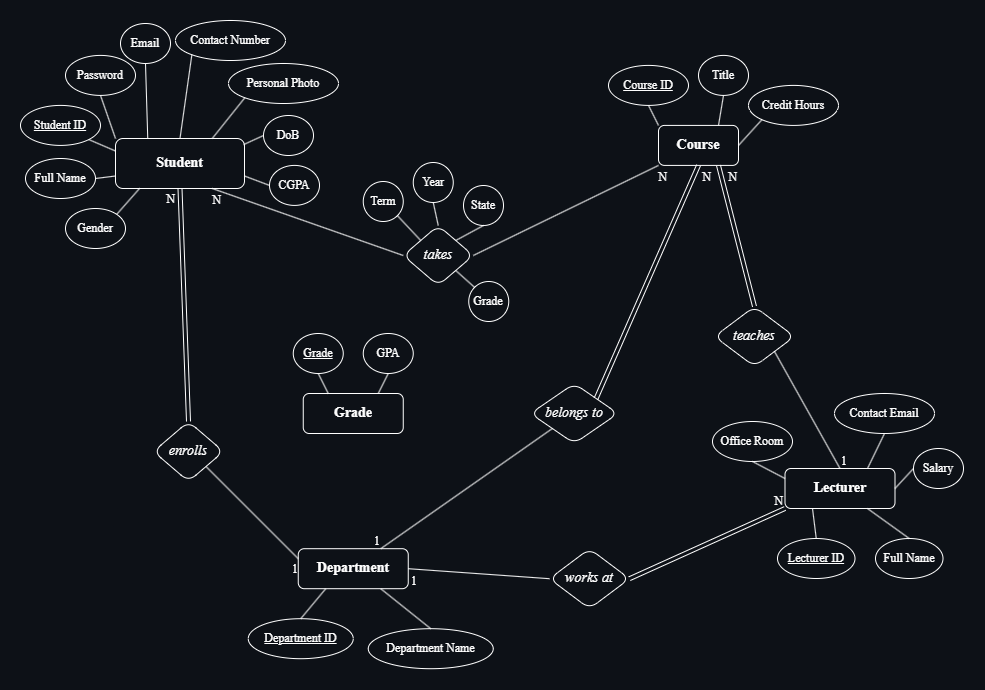 Email
Contact Number
Password
Personal Photo
Student ID
DoB
Student
Full Name
CGPA
Gender
N
N
Course ID
Title
Credit Hours
Course
N
N
N
Term
Year
State
takes
Grade
Grade
GPA
Grade
teaches
belongs to
enrolls
Office Room
Contact Email
1
Salary
Lecturer
N
Lecturer ID
Full Name
1
1
Department
1
works at
Department ID
Department Name